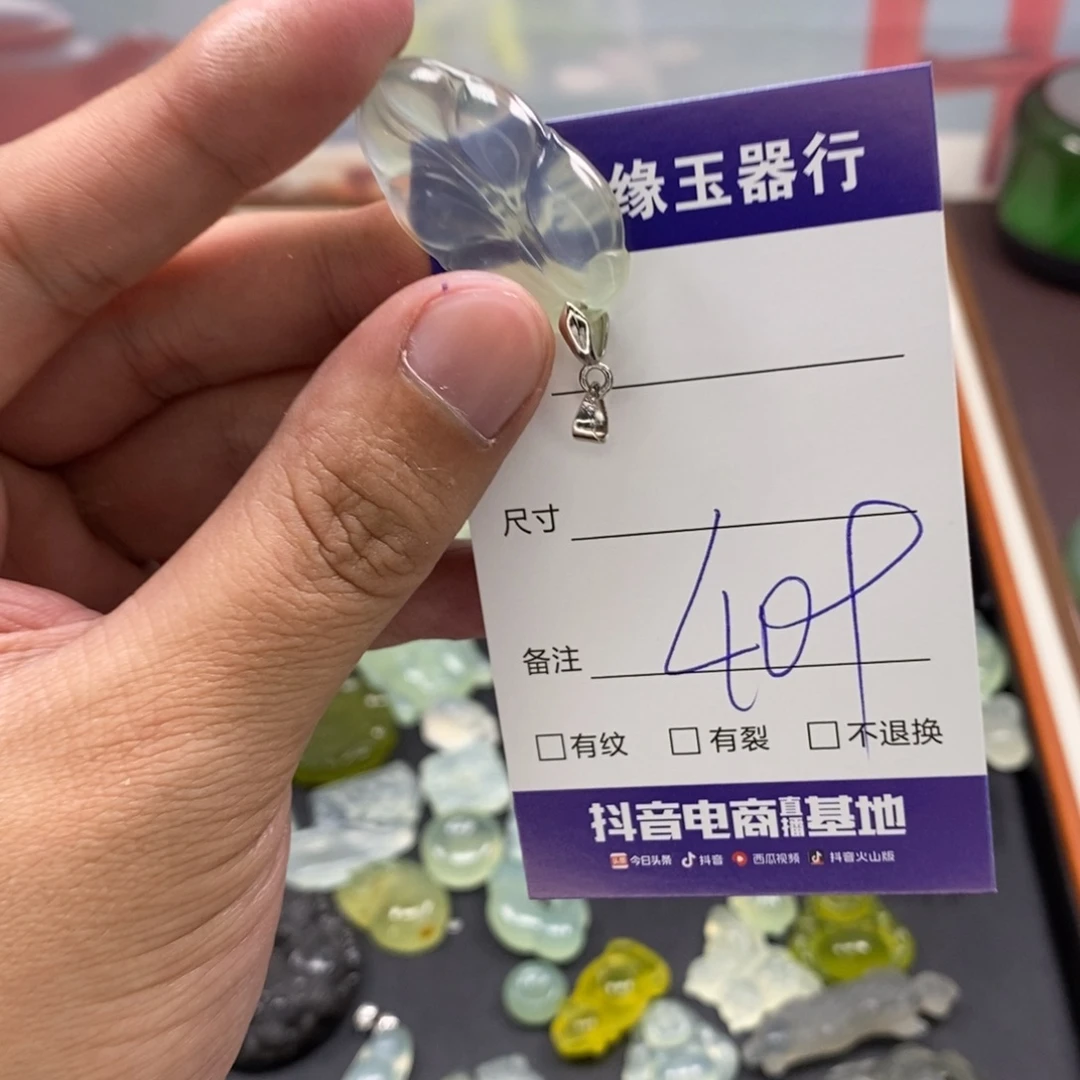 缘玉器行
尺寸
备注
□有纹 □有裂 □不退换
抖音电商直播基地
今日头条 抖音 西瓜视频 抖音火山版